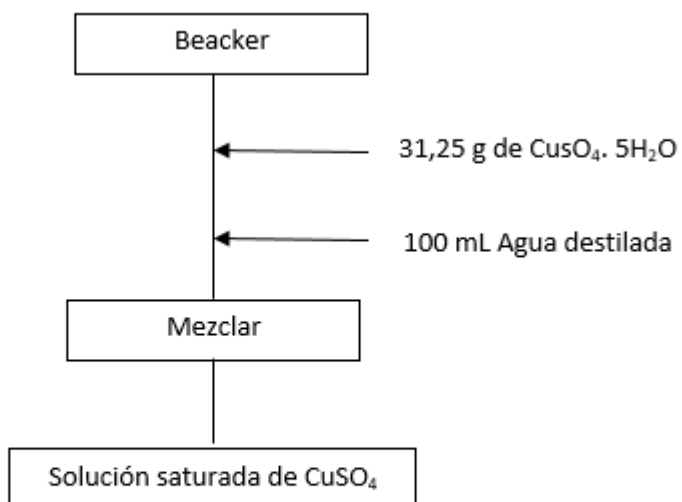 Beacker
31,25 g de CusO₄. 5H₂O
100 mL Agua destilada
Mezclar
Solución saturada de CuSO₄